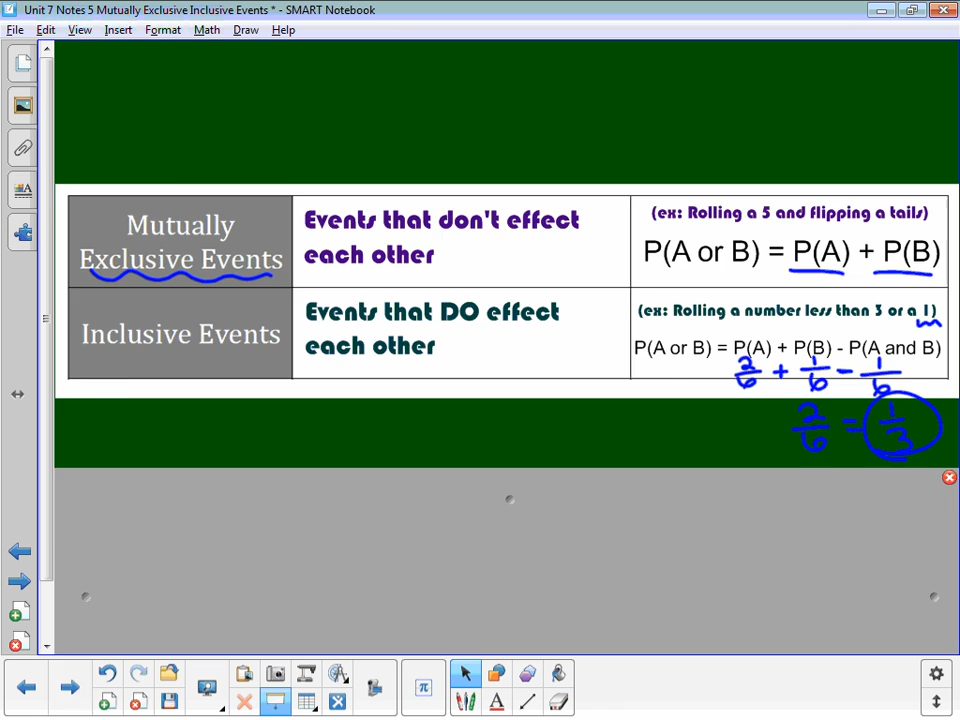 Unit 7 Notes 5 Mutually Exclusive Inclusive Events * - SMART Notebook
File Edit View Insert Format Math Draw Help
Mutually
Exclusive Events
Events that don't effect
each other
(ex: Rolling a 5 and flipping a tails)
P(A or B) = P(A) + P(B)
Inclusive Events
Events that DO effect
each other
(ex: Rolling a number less than 3 or a 1)
P(A or B) = P(A) + P(B) - P(A and B)
2/6 + 1/6 - 1/6
2/6 = 1/3
π
A